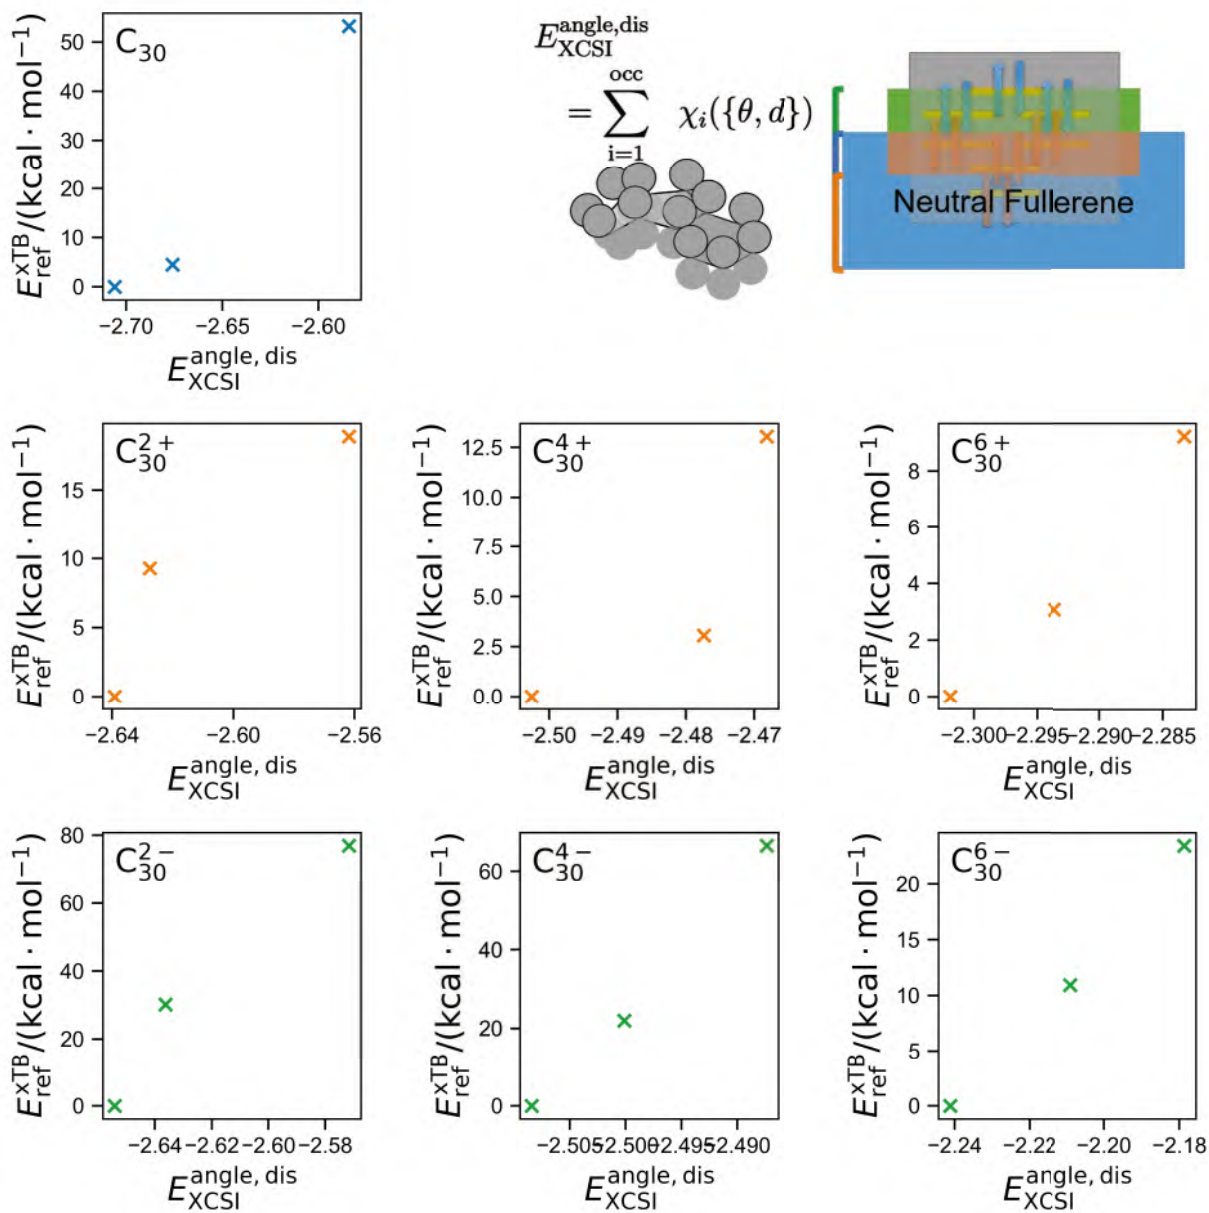 C30
E_ref^xTB/(kcal · mol−1)
50
40
30
20
10
0
−2.70 −2.65 −2.60
E_XCSI^angle, dis
E_XCSI^angle,dis
= ∑_{i=1}^{occ} χ_i({θ, d})
Neutral Fullerene
C30^2+
E_ref^xTB/(kcal · mol−1)
15
10
5
0
−2.64 −2.60 −2.56
E_XCSI^angle, dis
C30^4+
E_ref^xTB/(kcal · mol−1)
12.5
10.0
7.5
5.0
2.5
0.0
−2.50 −2.49 −2.48 −2.47
E_XCSI^angle, dis
C30^6+
E_ref^xTB/(kcal · mol−1)
8
6
4
2
0
−2.300−2.295−2.290−2.285
E_XCSI^angle, dis
C30^2−
E_ref^xTB/(kcal · mol−1)
80
60
40
20
0
−2.64−2.62−2.60−2.58
E_XCSI^angle, dis
C30^4−
E_ref^xTB/(kcal · mol−1)
60
40
20
0
−2.505−2.500−2.495−2.490
E_XCSI^angle, dis
C30^6−
E_ref^xTB/(kcal · mol−1)
20
15
10
5
0
−2.24 −2.22 −2.20 −2.18
E_XCSI^angle, dis